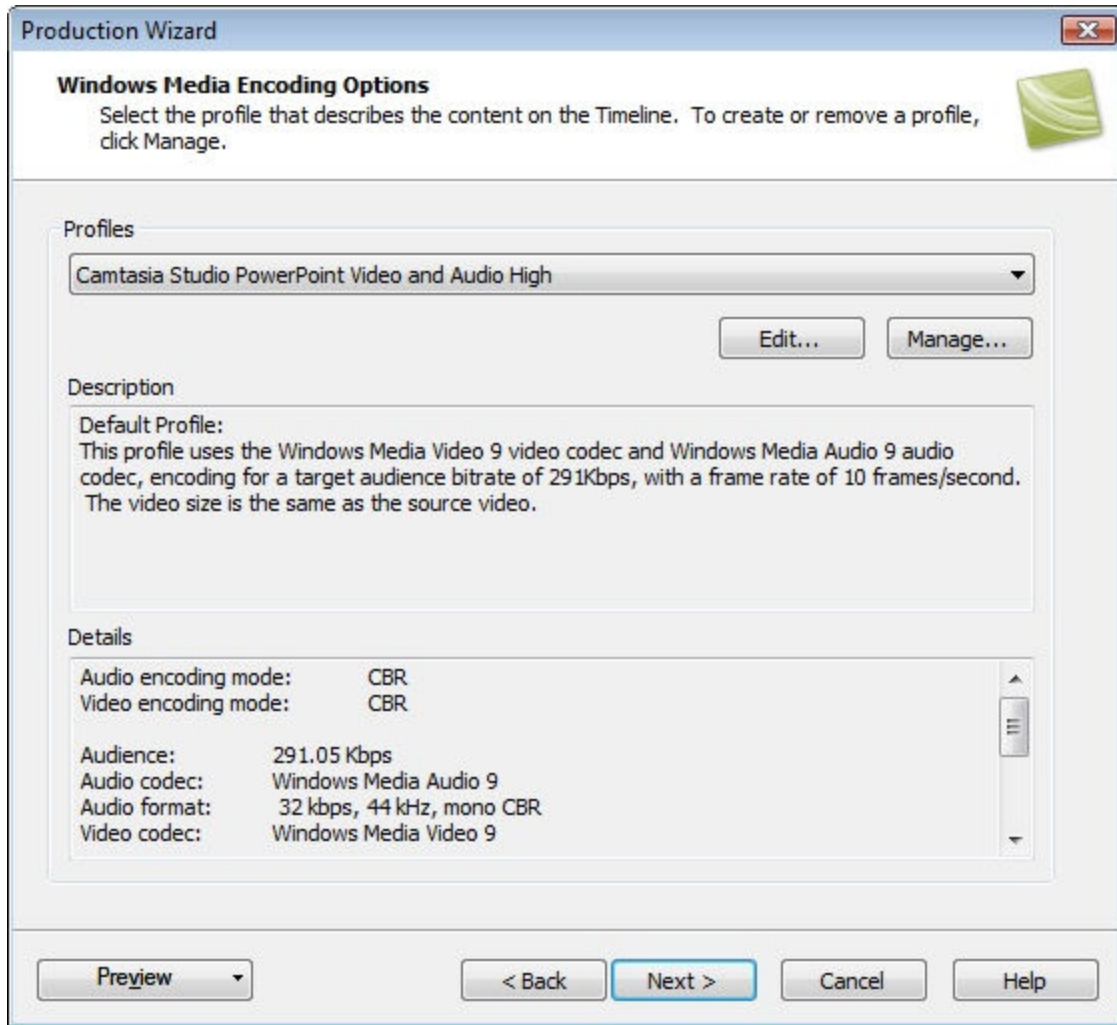 Production Wizard
Windows Media Encoding Options
Select the profile that describes the content on the Timeline.  To create or remove a profile,
click Manage.
Profiles
Camtasia Studio PowerPoint Video and Audio High
Edit...
Manage...
Description
Default Profile:
This profile uses the Windows Media Video 9 video codec and Windows Media Audio 9 audio
codec, encoding for a target audience bitrate of 291Kbps, with a frame rate of 10 frames/second.
The video size is the same as the source video.
Details
Audio encoding mode: CBR
Video encoding mode: CBR
Audience: 291.05 Kbps
Audio codec: Windows Media Audio 9
Audio format: 32 kbps, 44 kHz, mono CBR
Video codec: Windows Media Video 9
Preview
< Back
Next >
Cancel
Help